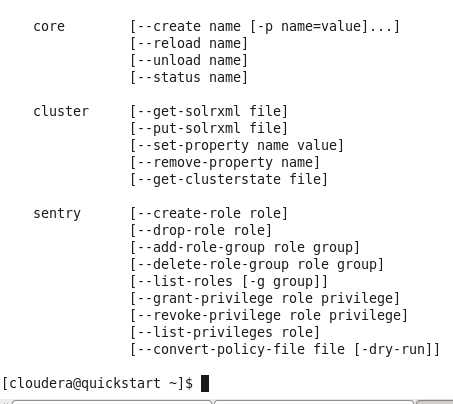 core [--create name [-p name=value]...]
[--reload name]
[--unload name]
[--status name]
cluster [--get-solrxml file]
[--put-solrxml file]
[--set-property name value]
[--remove-property name]
[--get-clusterstate file]
sentry [--create-role role]
[--drop-role role]
[--add-role-group role group]
[--delete-role-group role group]
[--list-roles [-g group]]
[--grant-privilege role privilege]
[--revoke-privilege role privilege]
[--list-privileges role]
[--convert-policy-file file [-dry-run]]
[cloudera@quickstart ~]$